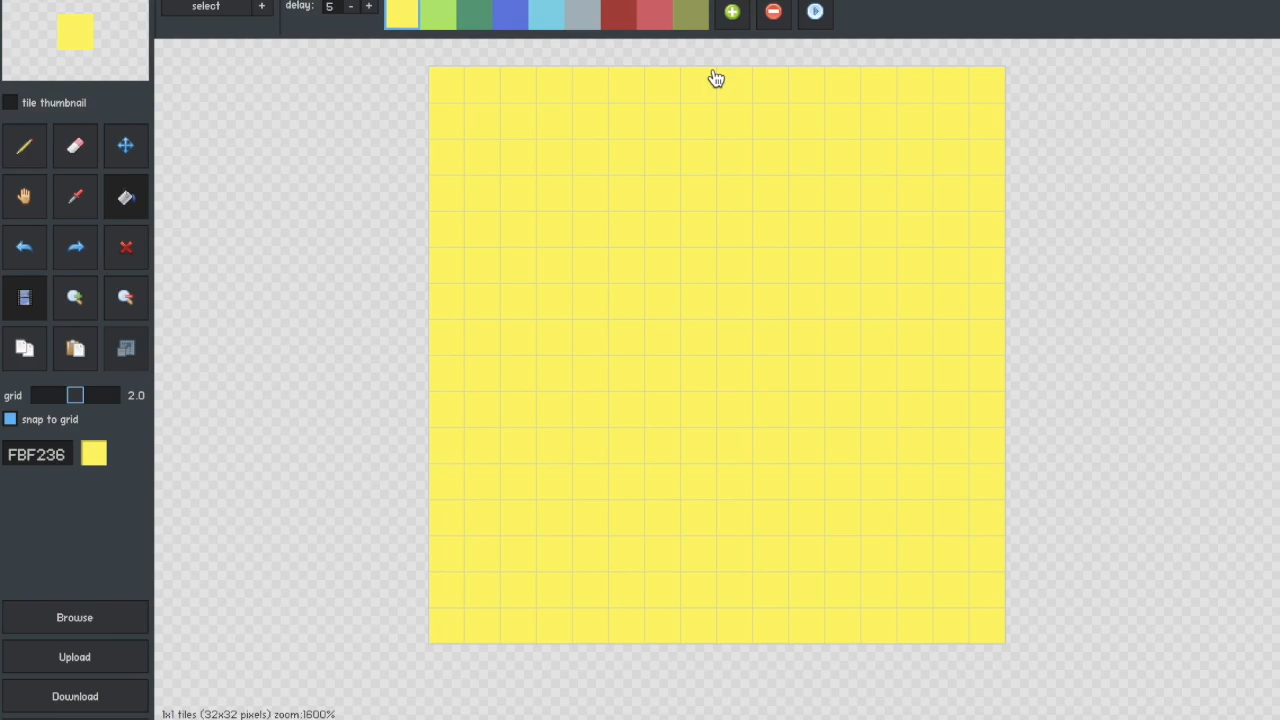 select +
delay: 5 - +
tile thumbnail
grid 2.0
snap to grid
FBF236
Browse
Upload
Download
1x1 tiles (32x32 pixels) zoom:1600%